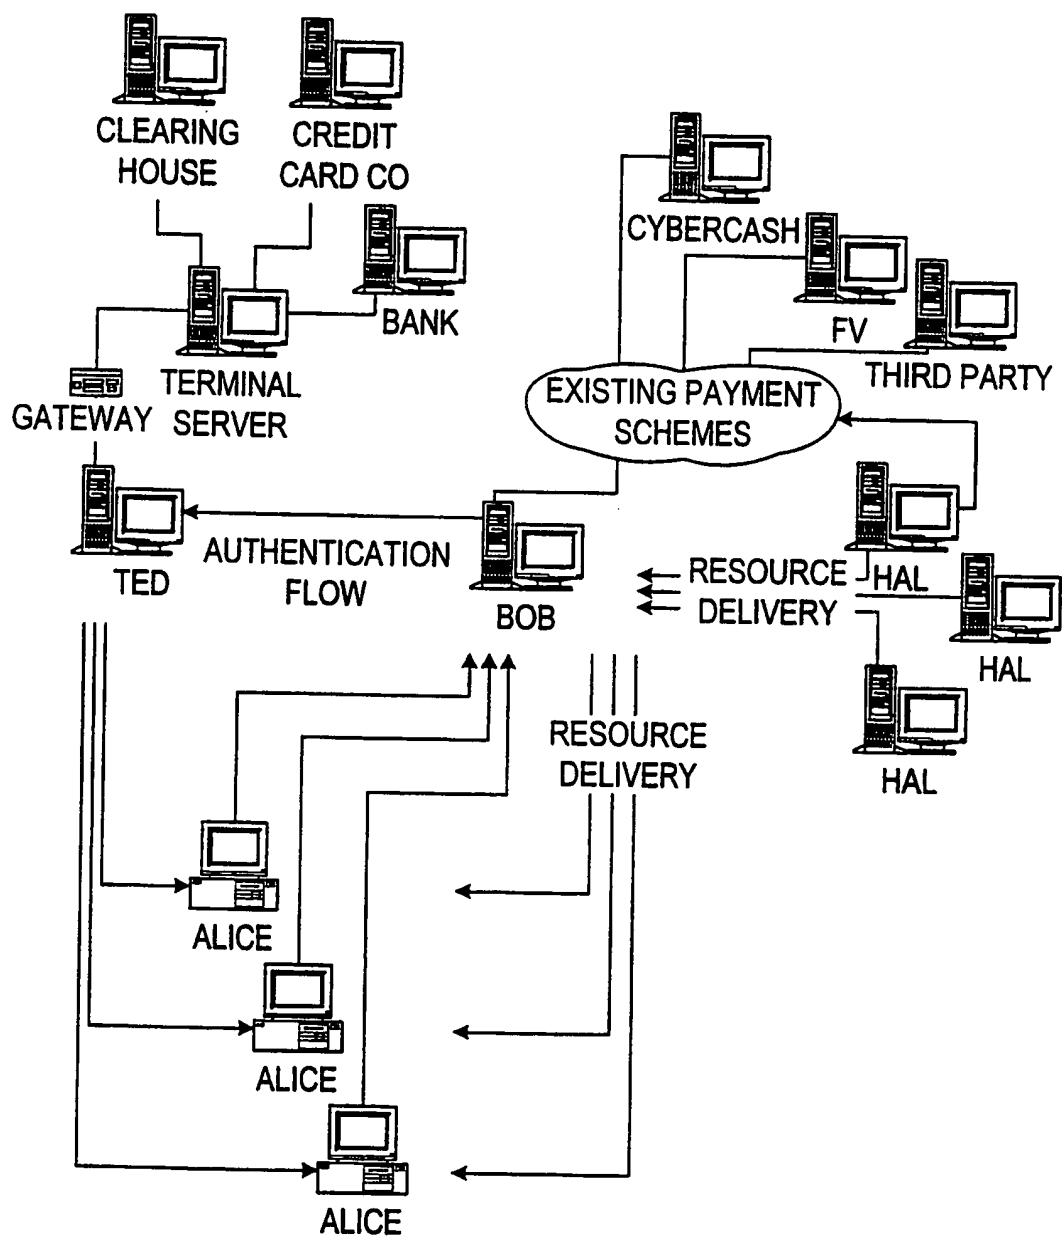 CLEARING
HOUSE
CREDIT
CARD CO
CYBERCASH
BANK
FV
THIRD PARTY
TERMINAL
SERVER
GATEWAY
EXISTING PAYMENT
SCHEMES
TED
AUTHENTICATION
FLOW
BOB
RESOURCE
DELIVERY
HAL
HAL
HAL
RESOURCE
DELIVERY
ALICE
ALICE
ALICE